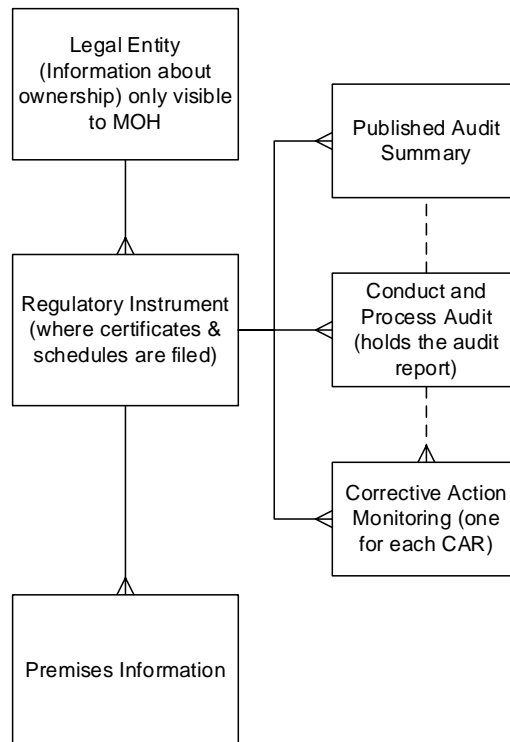 Legal Entity
(Information about
ownership) only visible
to MOH
Published Audit
Summary
Regulatory Instrument
(where certificates &
schedules are filed)
Conduct and
Process Audit
(holds the audit
report)
Corrective Action
Monitoring (one
for each CAR)
Premises Information